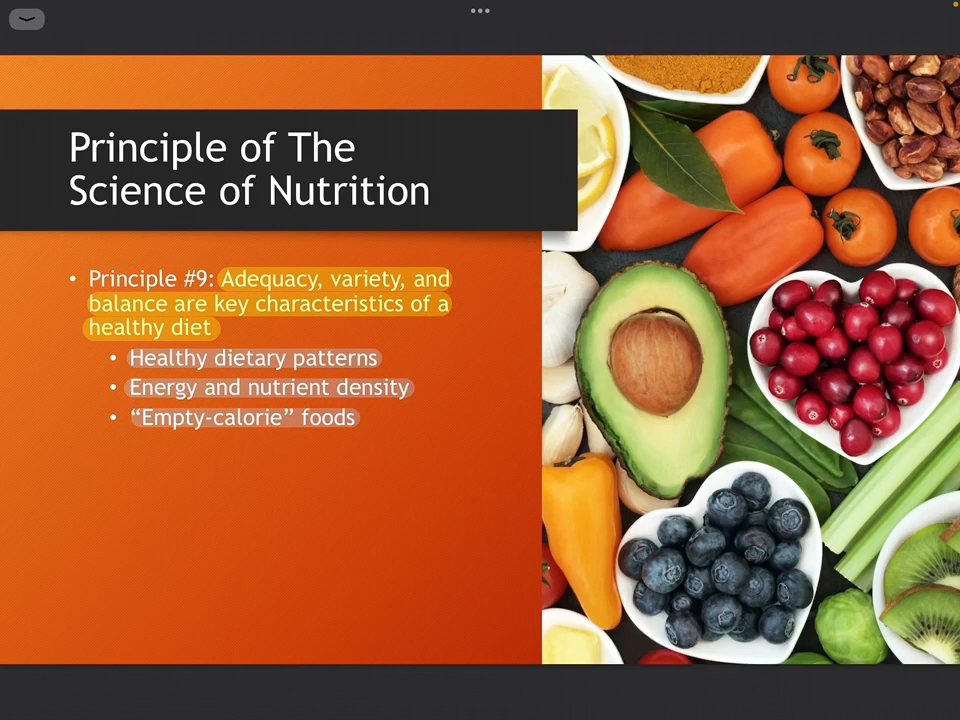 Principle of The
Science of Nutrition
• Principle #9: Adequacy, variety, and
balance are key characteristics of a
healthy diet
• Healthy dietary patterns
• Energy and nutrient density
• “Empty-calorie” foods